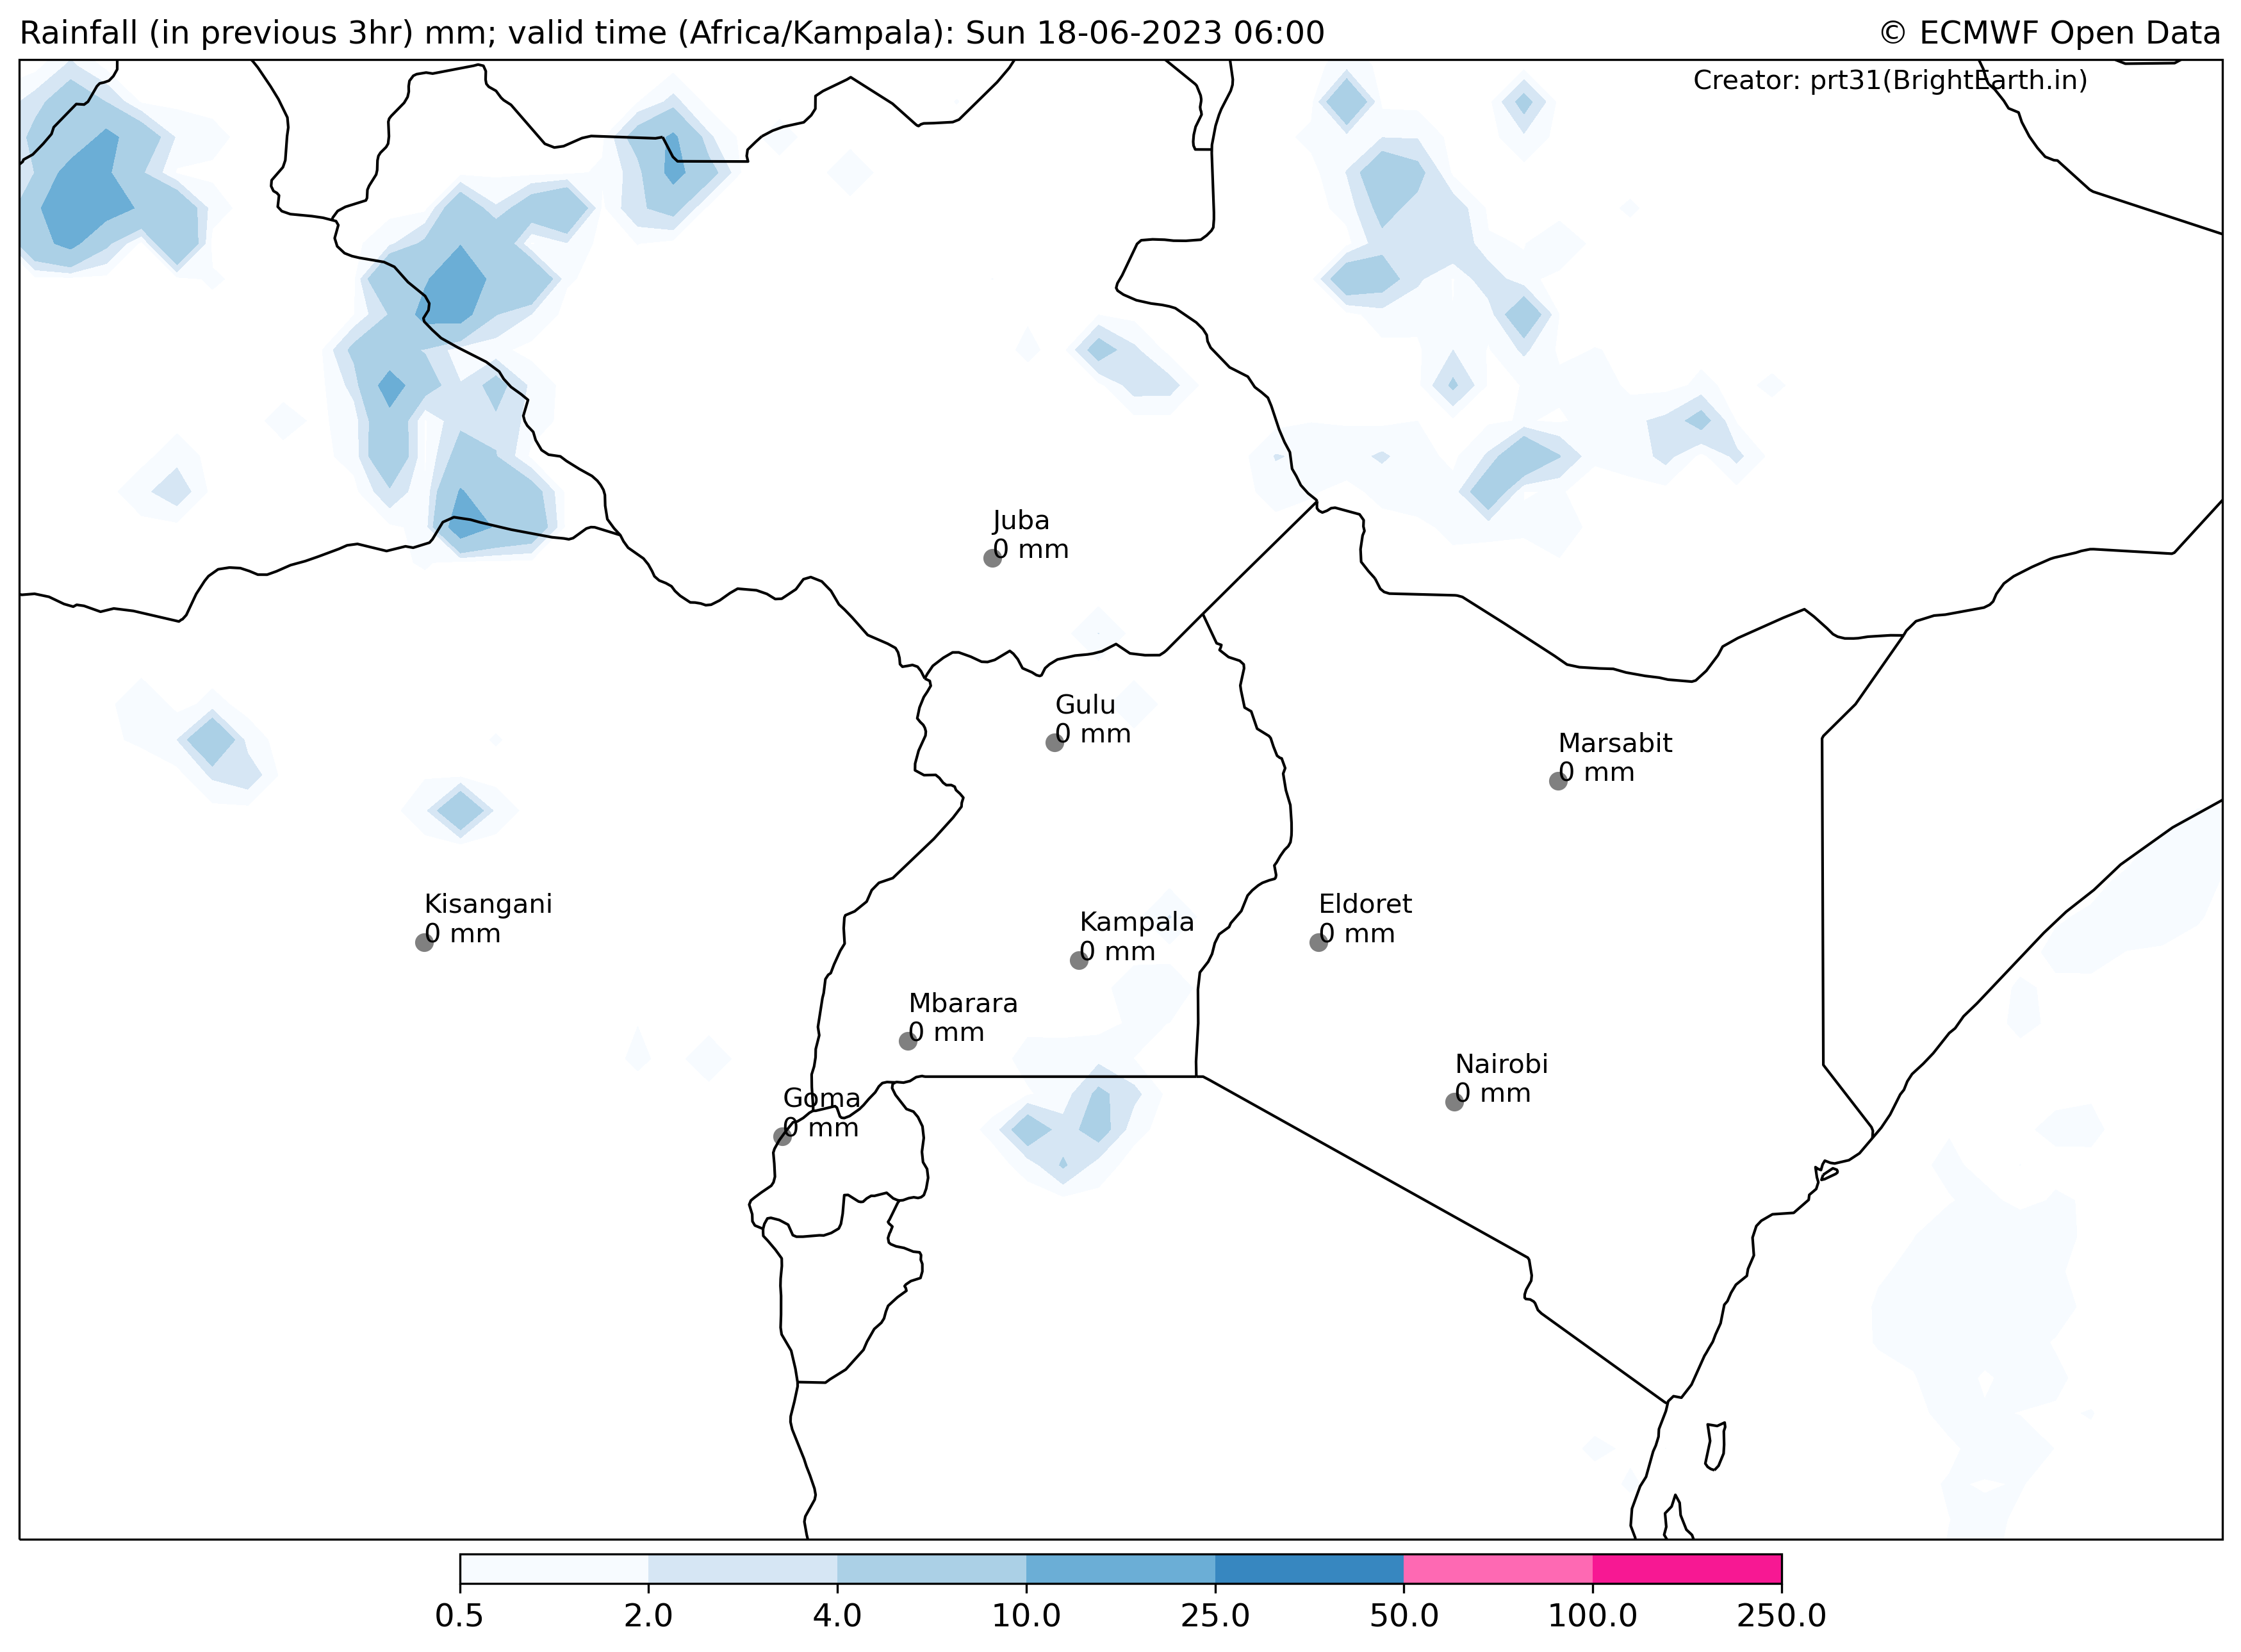 Rainfall (in previous 3hr) mm; valid time (Africa/Kampala): Sun 18-06-2023 06:00
© ECMWF Open Data
Creator: prt31(BrightEarth.in)
Juba
0 mm
Gulu
0 mm
Marsabit
0 mm
Kisangani
0 mm
Kampala
0 mm
Eldoret
0 mm
Mbarara
0 mm
Nairobi
0 mm
Goma
0 mm
0.5 2.0 4.0 10.0 25.0 50.0 100.0 250.0